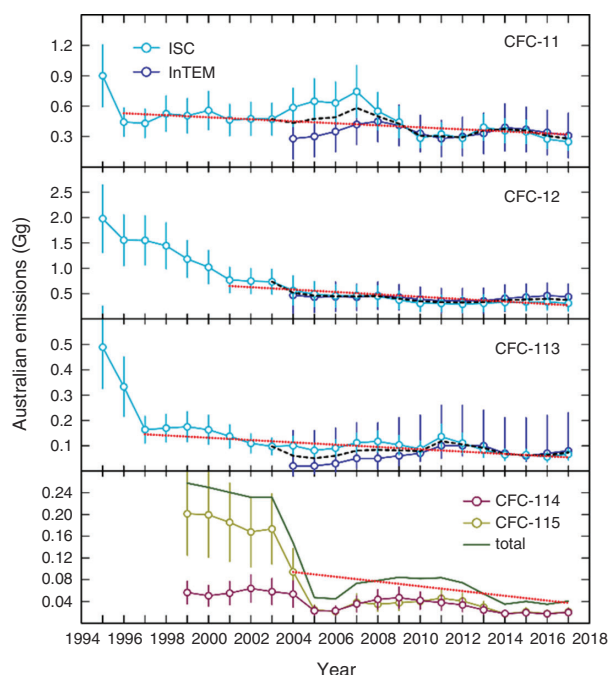 1.2
0.9
0.6
0.3
ISC
InTEM
CFC-11
2.5
2.0
1.5
1.0
0.5
CFC-12
0.5
0.4
0.3
0.2
0.1
CFC-113
0.24
0.20
0.16
0.12
0.08
0.04
CFC-114
CFC-115
total
Australian emissions (Gg)
1994 1996 1998 2000 2002 2004 2006 2008 2010 2012 2014 2016 2018
Year